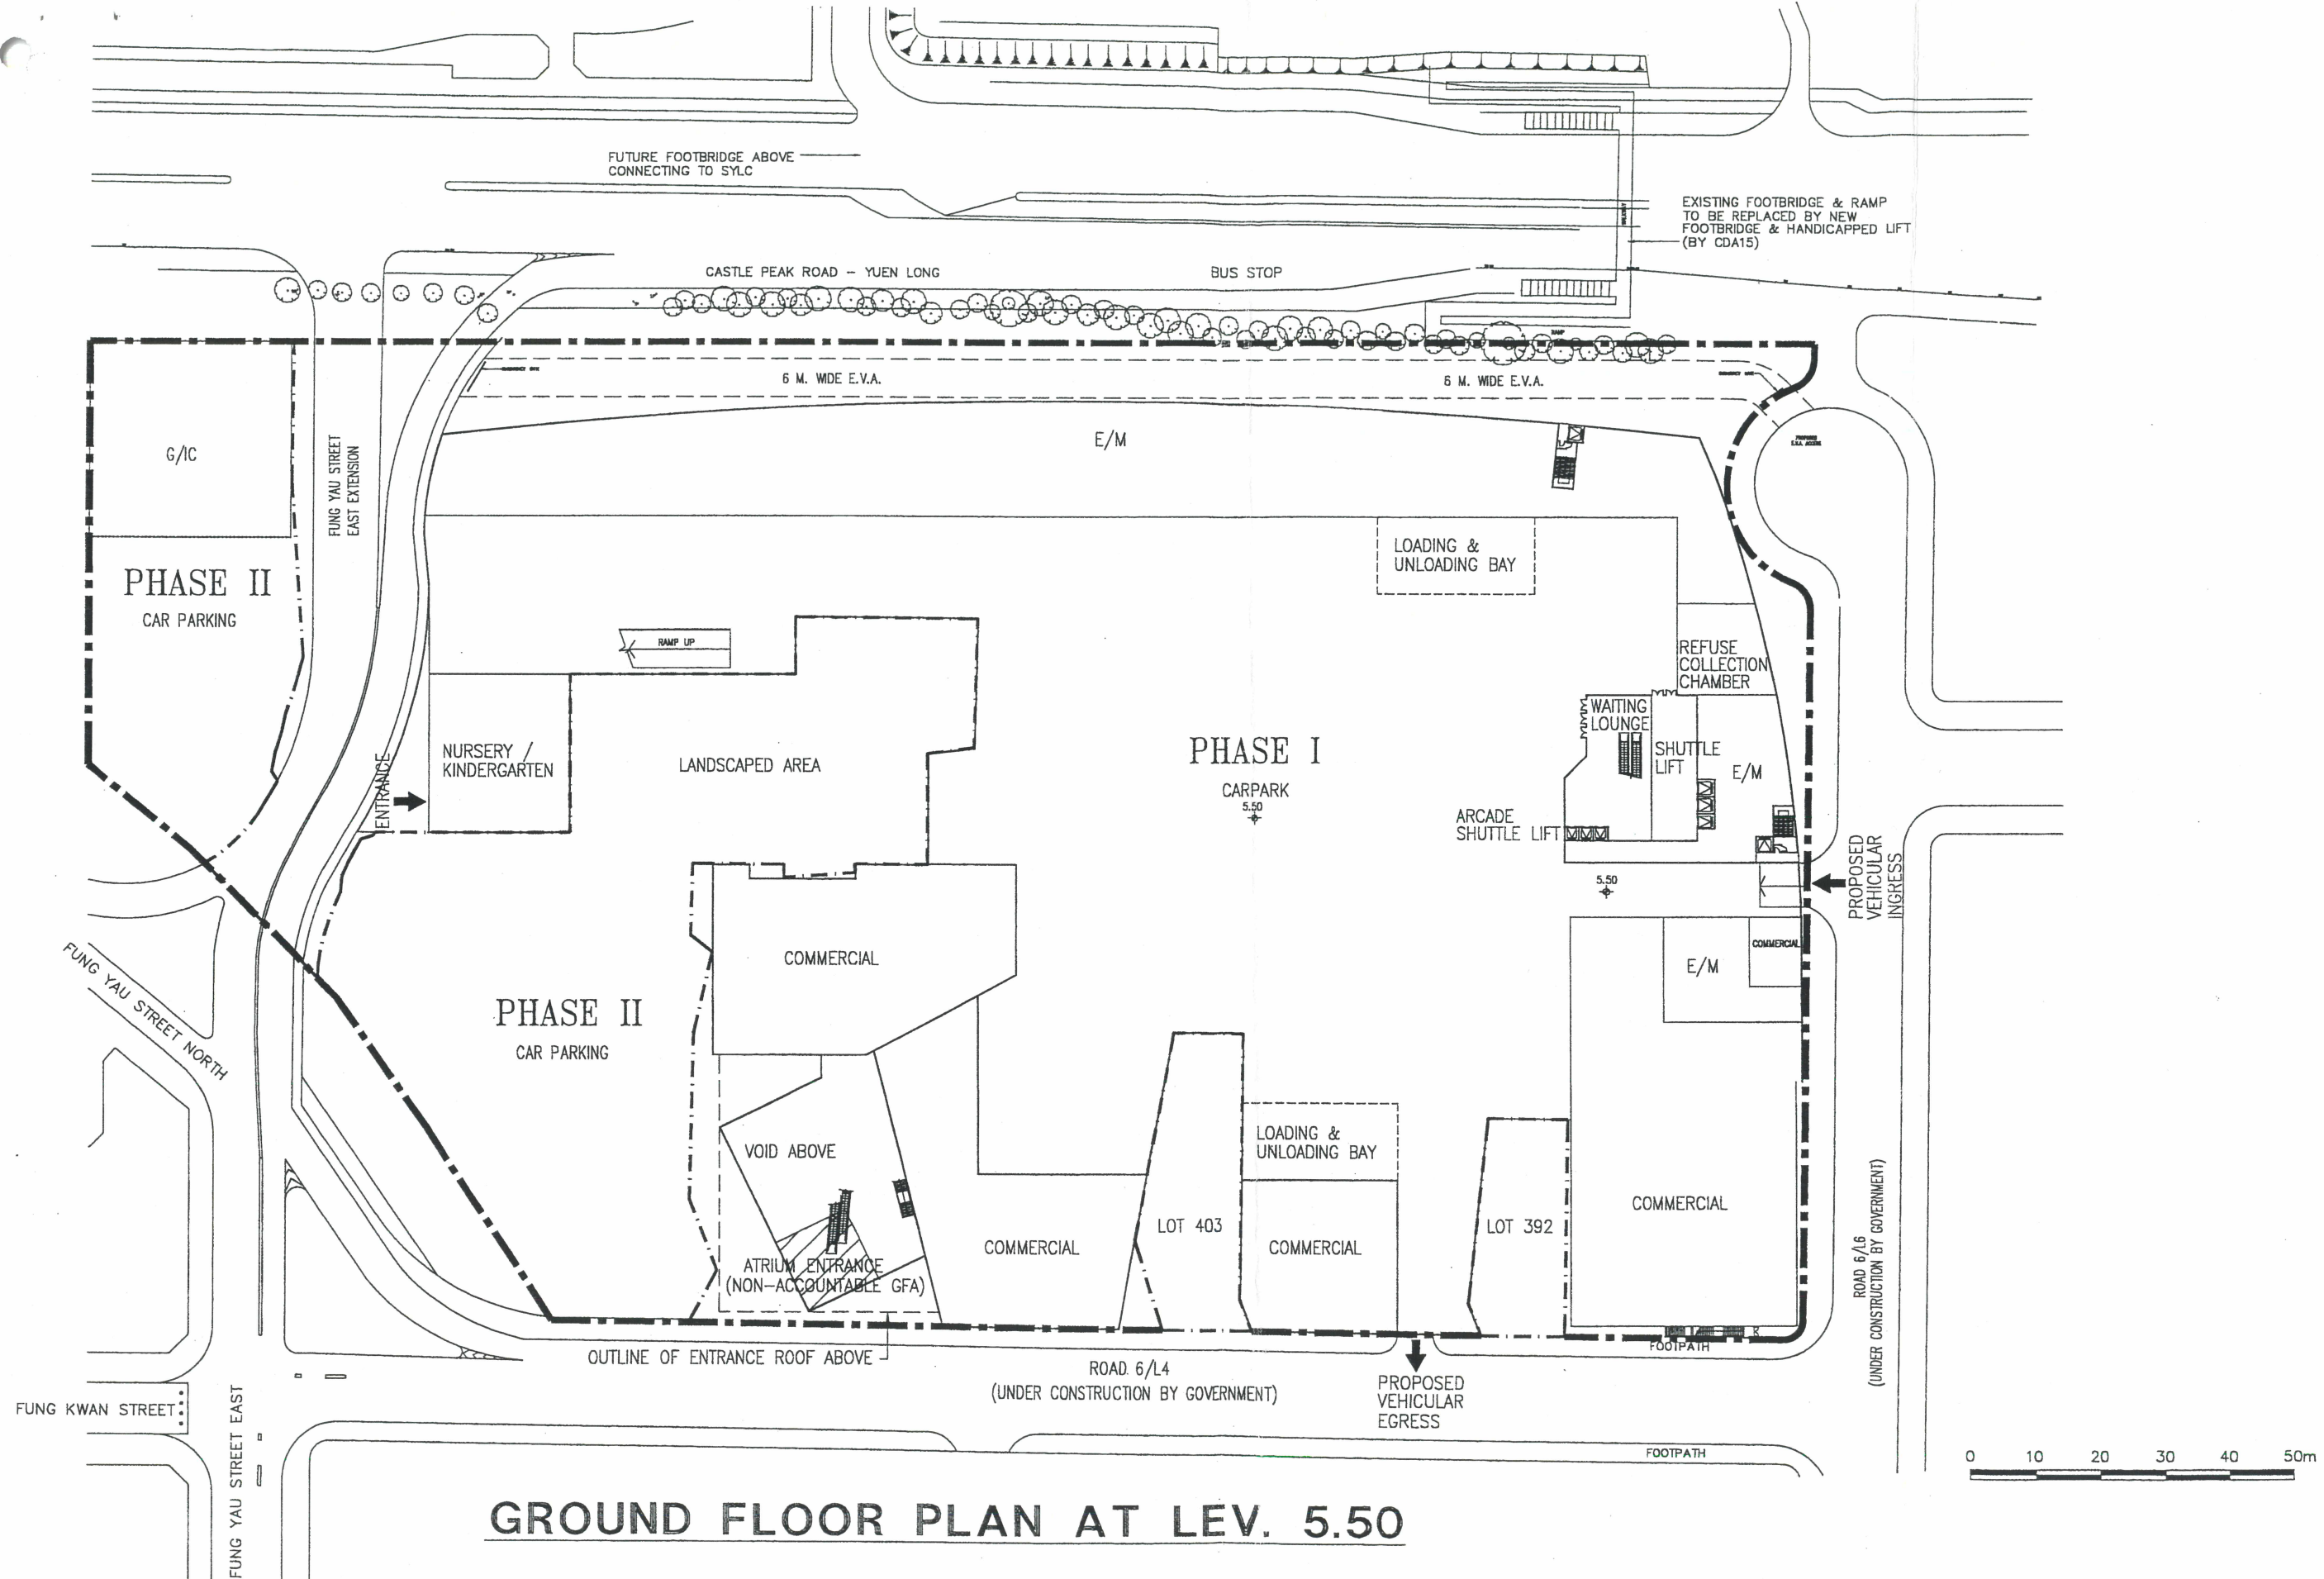 FUTURE FOOTBRIDGE ABOVE
CONNECTING TO SYLC
EXISTING FOOTBRIDGE & RAMP
TO BE REPLACED BY NEW
FOOTBRIDGE & HANDICAPPED LIFT
(BY CDA15)
CASTLE PEAK ROAD - YUEN LONG
BUS STOP
RAMP
6 M. WIDE E.V.A.
6 M. WIDE E.V.A.
E/M
G/IC
FUNG YAU STREET
EAST EXTENSION
LOADING &
UNLOADING BAY
PHASE II
CAR PARKING
RAMP UP
REFUSE
COLLECTION
CHAMBER
WAITING
LOUNGE
SHUTTLE
LIFT
E/M
NURSERY /
KINDERGARTEN
LANDSCAPED AREA
PHASE I
CARPARK
5.50
ENTRANCE
ARCADE
SHUTTLE LIFT
5.50
PROPOSED
VEHICULAR
INGRESS
COMMERCIAL
COMMERCIAL
E/M
FUNG YAU STREET NORTH
PHASE II
CAR PARKING
VOID ABOVE
LOADING &
UNLOADING BAY
COMMERCIAL
LOT 403
LOT 392
COMMERCIAL
COMMERCIAL
ATRIUM ENTRANCE
(NON-ACCOUNTABLE GFA)
ROAD 6/L6
(UNDER CONSTRUCTION BY GOVERNMENT)
OUTLINE OF ENTRANCE ROOF ABOVE
FOOTPATH
ROAD 6/L4
(UNDER CONSTRUCTION BY GOVERNMENT)
PROPOSED
VEHICULAR
EGRESS
FUNG KWAN STREET
FUNG YAU STREET EAST
FOOTPATH
0 10 20 30 40 50m
GROUND FLOOR PLAN AT LEV. 5.50